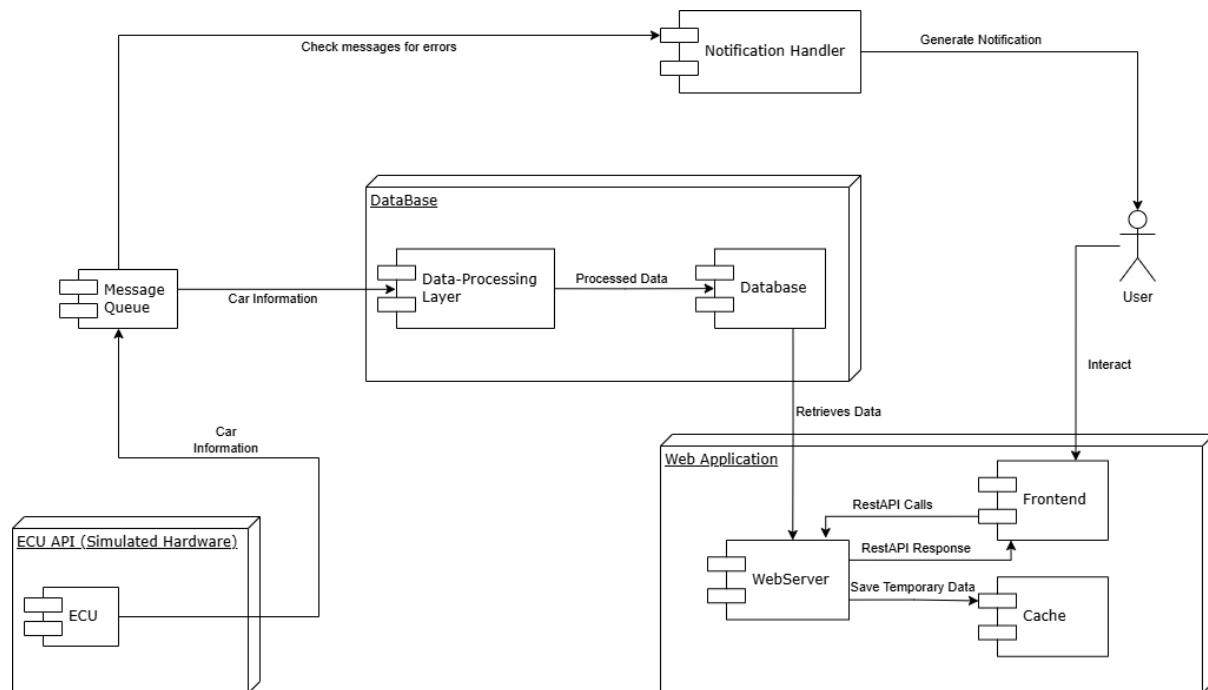 Check messages for errors
Notification Handler
Generate Notification
DataBase
Message
Queue
Car Information
Data-Processing
Layer
Processed Data
Database
User
Interact
Retrieves Data
Car
Information
Web Application
Frontend
RestAPI Calls
RestAPI Response
WebServer
Save Temporary Data
Cache
ECU API (Simulated Hardware)
ECU